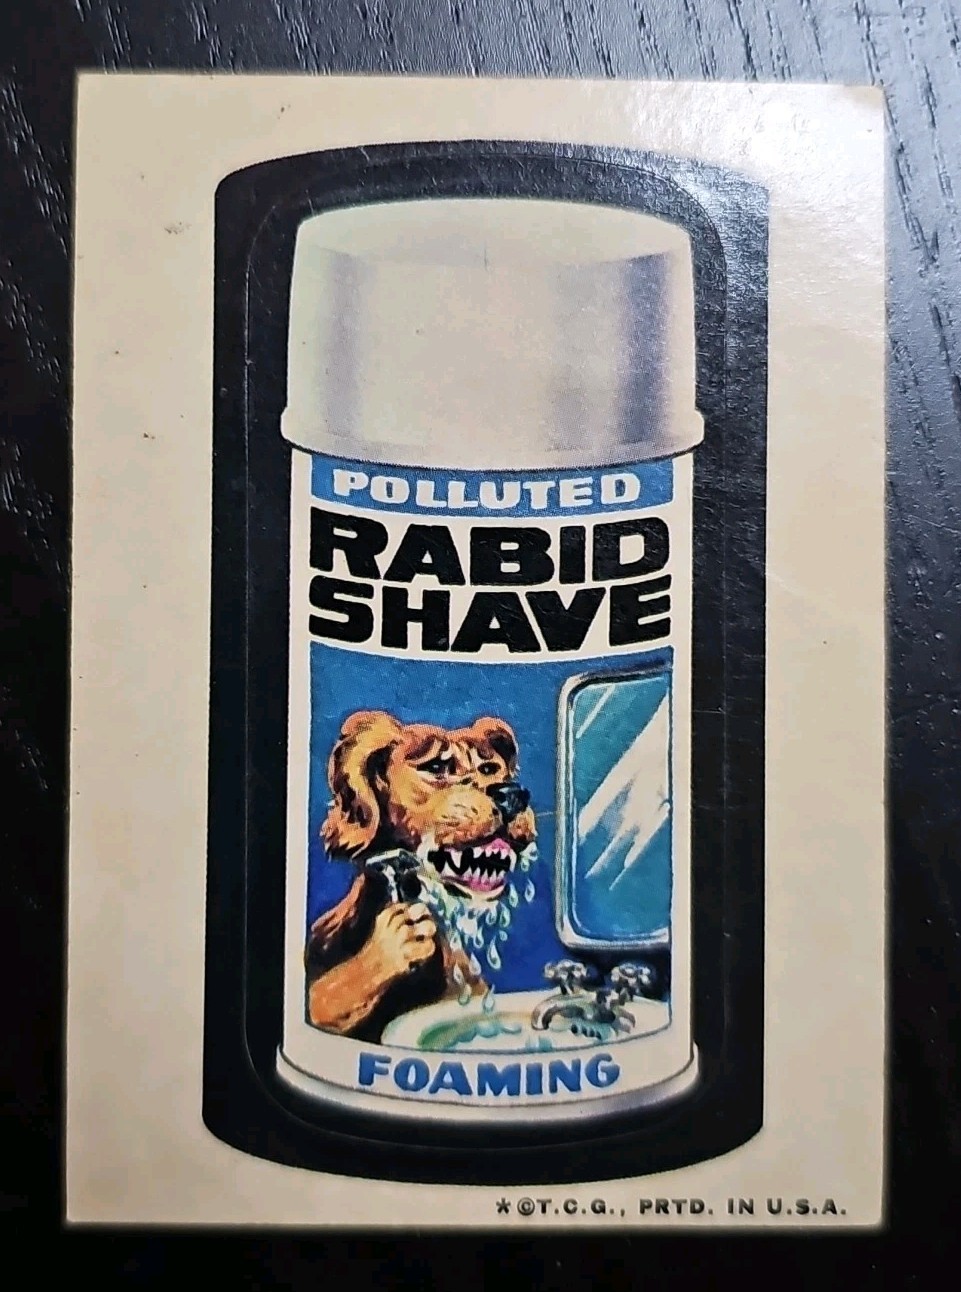 POLLUTED
RABID
SHAVE
FOAMING
*©T.C.G., PRTD. IN U.S.A.